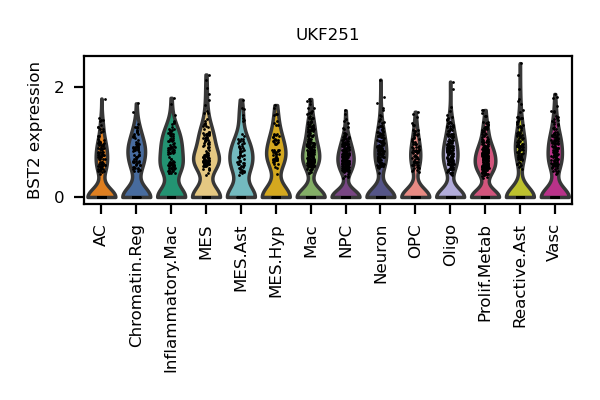 UKF251
BST2 expression
2
0
AC
Chromatin.Reg
Inflammatory.Mac
MES
MES.Ast
MES.Hyp
Mac
NPC
Neuron
OPC
Oligo
Prolif.Metab
Reactive.Ast
Vasc